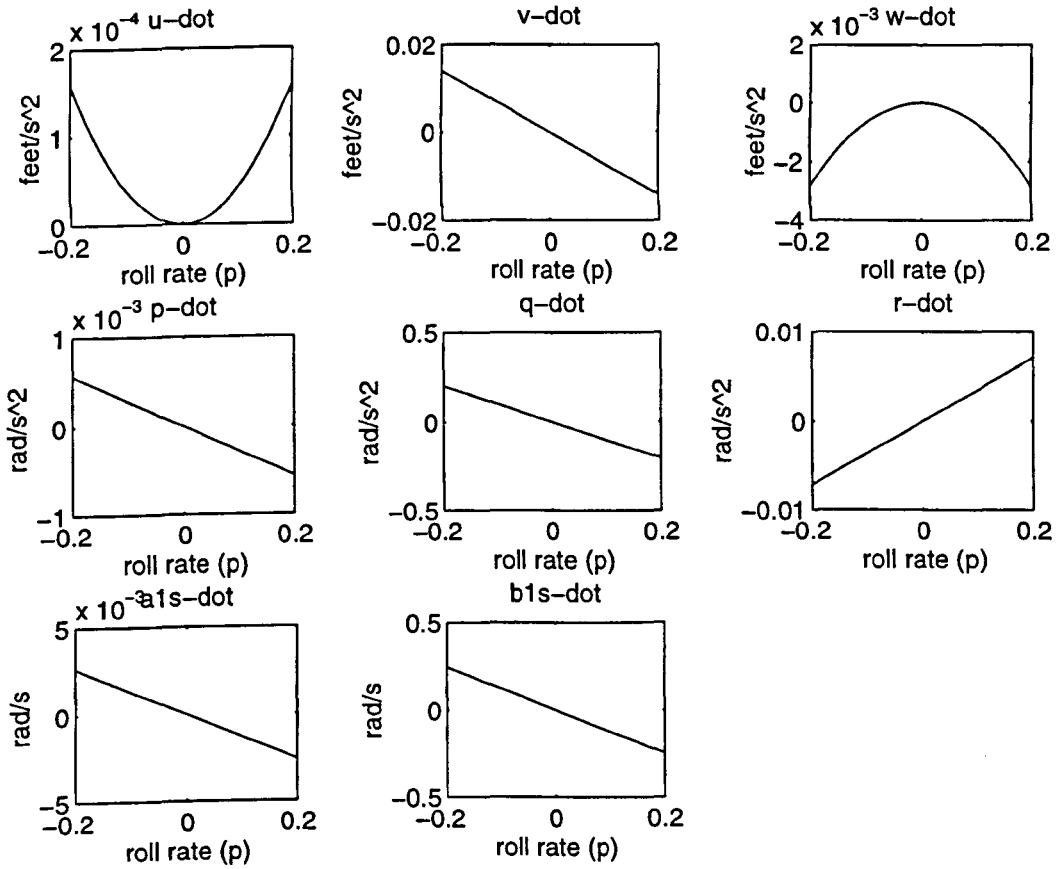 x 10^-4 u-dot
feet/s^2
2
1
0
-0.2 0 0.2
roll rate (p)
v-dot
feet/s^2
0.02
0
-0.02
-0.2 0 0.2
roll rate (p)
x 10^-3 w-dot
feet/s^2
2
0
-2
-4
-0.2 0 0.2
roll rate (p)
x 10^-3 p-dot
rad/s^2
1
0
-1
-0.2 0 0.2
roll rate (p)
q-dot
rad/s^2
0.5
0
-0.5
-0.2 0 0.2
roll rate (p)
r-dot
rad/s^2
0.01
0
-0.01
-0.2 0 0.2
roll rate (p)
x 10^-3 a1s-dot
rad/s
5
0
-5
-0.2 0 0.2
roll rate (p)
b1s-dot
rad/s
0.5
0
-0.5
-0.2 0 0.2
roll rate (p)